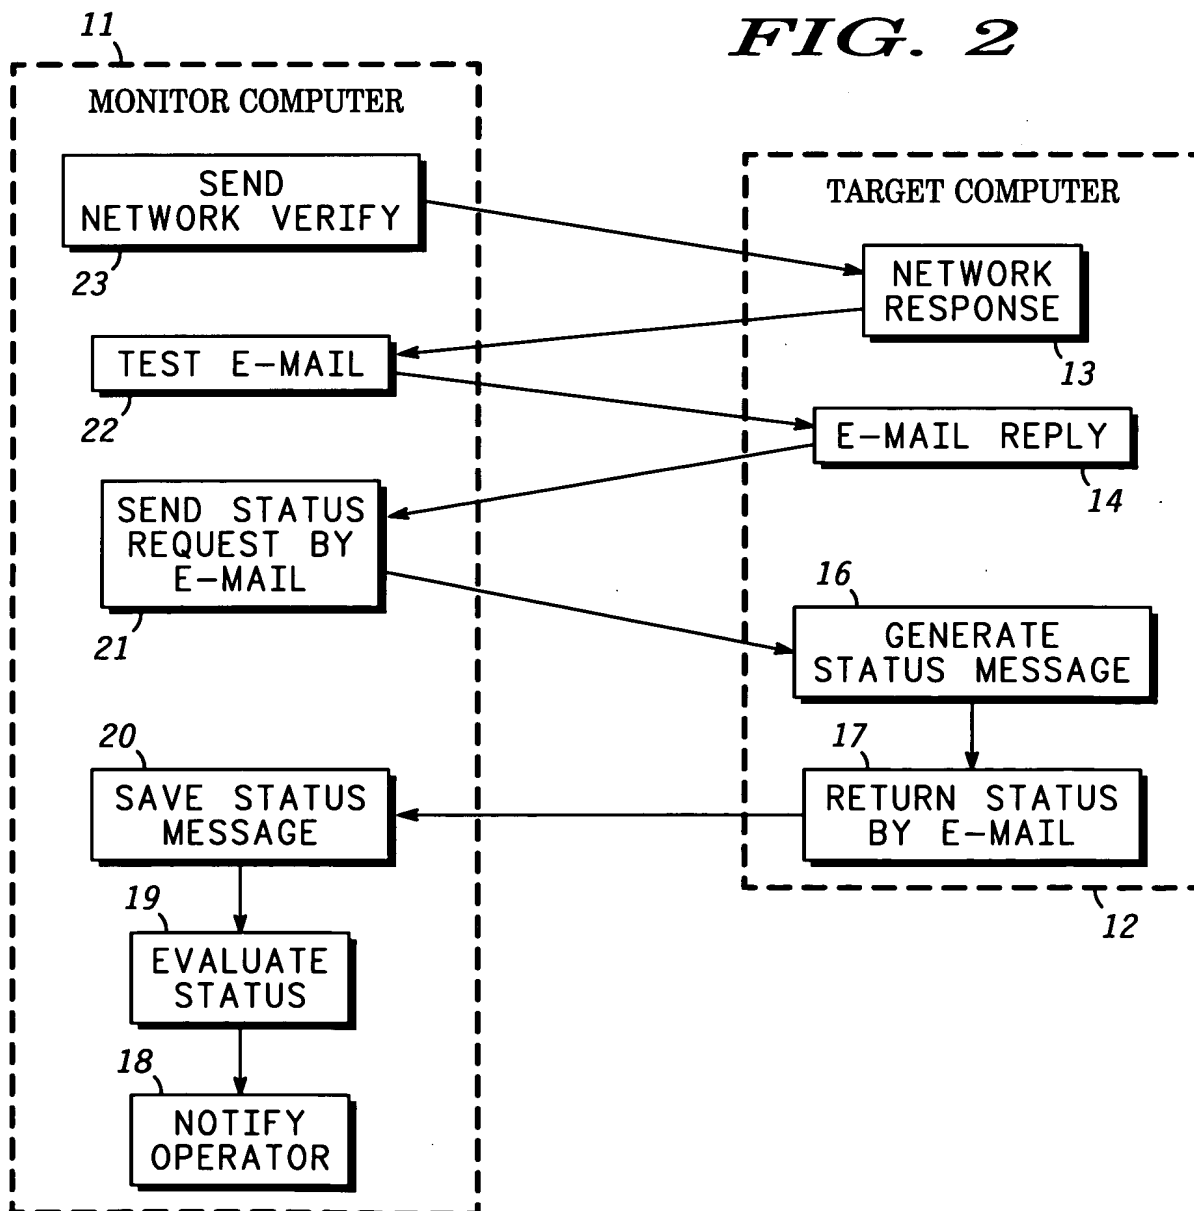 FIG. 2
11
MONITOR COMPUTER
SEND
NETWORK VERIFY
23
TARGET COMPUTER
NETWORK
RESPONSE
13
TEST E-MAIL
22
E-MAIL REPLY
14
SEND STATUS
REQUEST BY
E-MAIL
21
16
GENERATE
STATUS MESSAGE
20
SAVE STATUS
MESSAGE
17
RETURN STATUS
BY E-MAIL
12
19
EVALUATE
STATUS
18
NOTIFY
OPERATOR